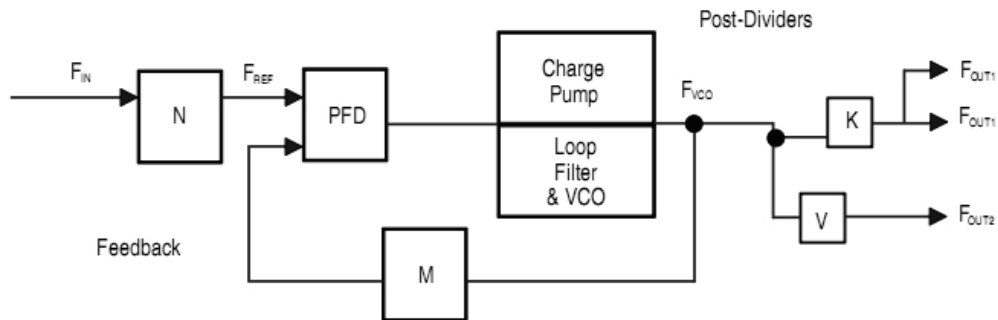 Post-Dividers
F_IN
N
F_REF
PFD
Charge
Pump
Loop
Filter
& VCO
F_VCO
K
F_OUT1
F_OUT1
V
F_OUT2
Feedback
M